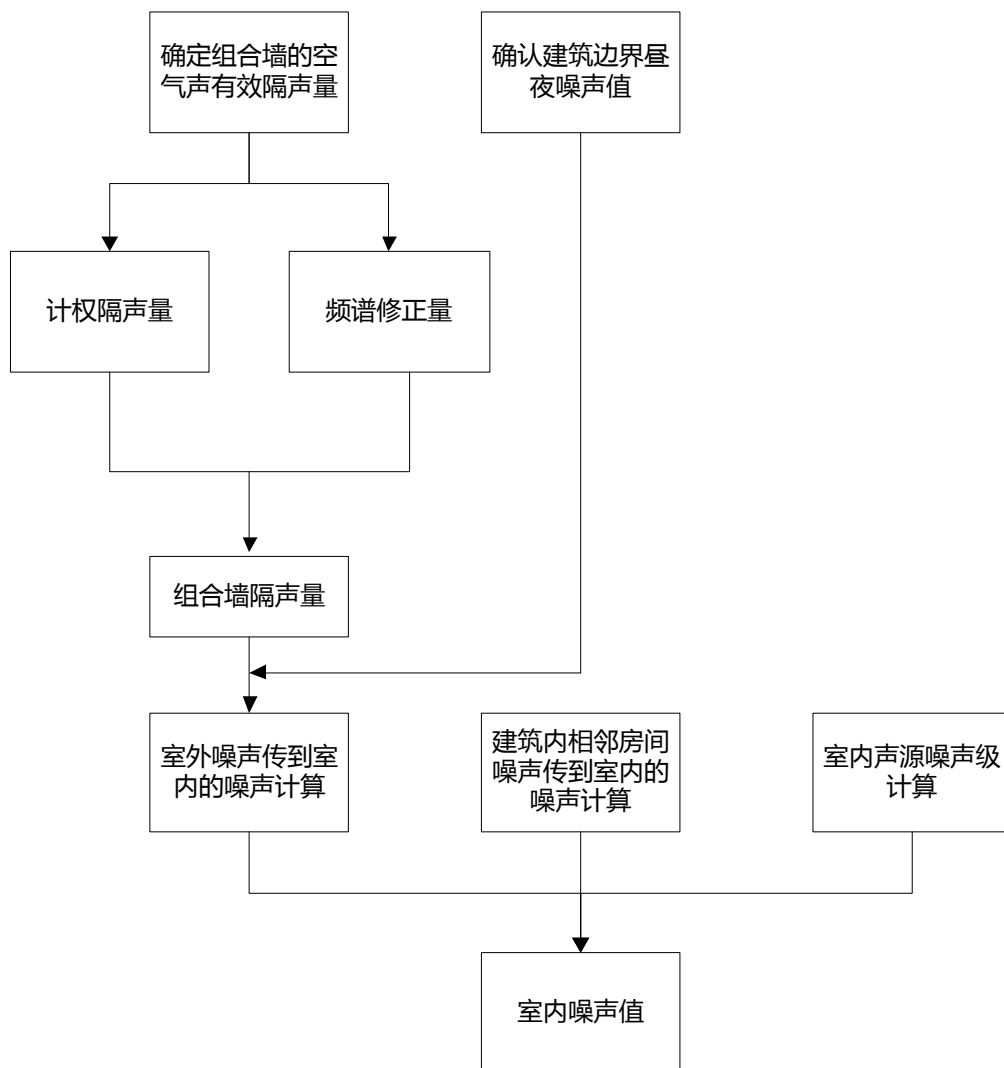 确定组合墙的空
气声有效隔声量
确认建筑边界昼
夜噪声值
计权隔声量
频谱修正量
组合墙隔声量
室外噪声传到室
内的噪声计算
建筑内相邻房间
噪声传到室内的
噪声计算
室内声源噪声级
计算
室内噪声值